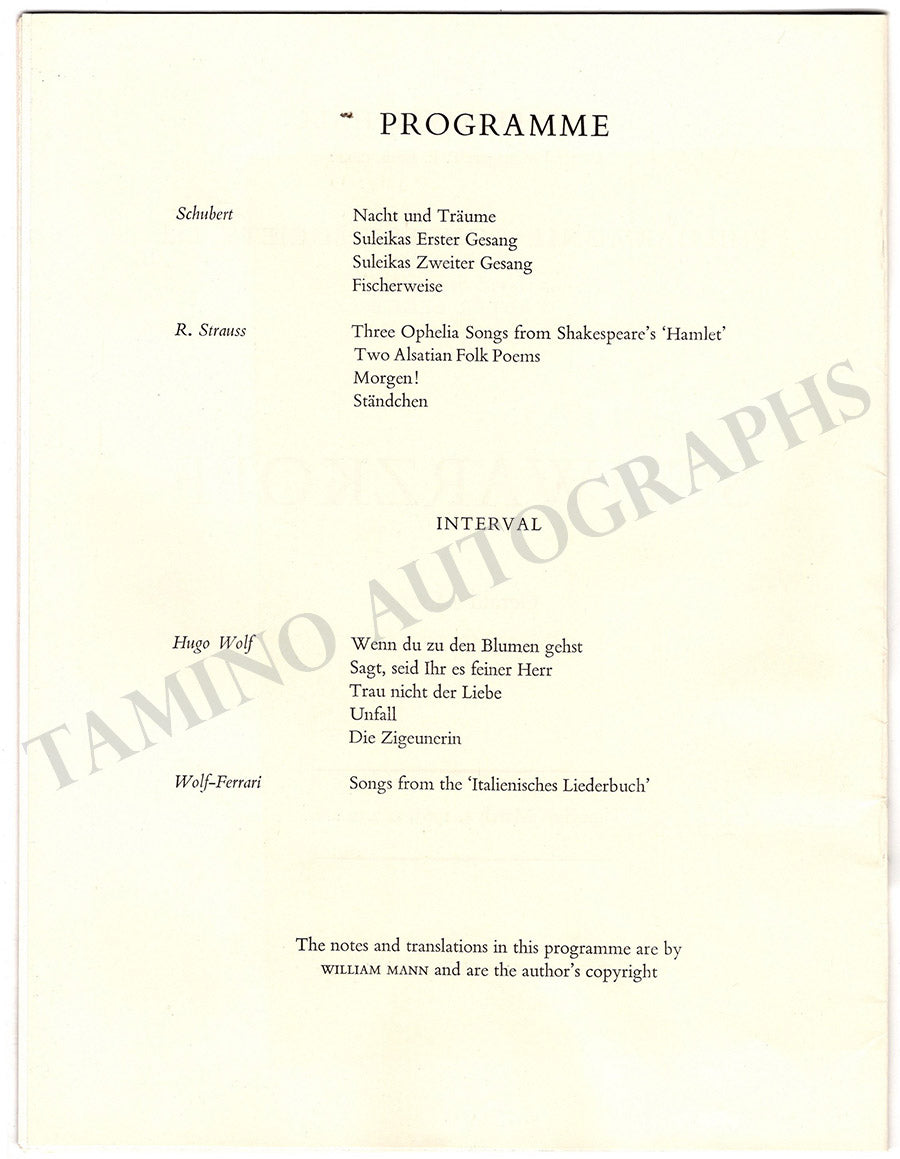 PROGRAMME
Schubert Nacht und Träume
Suleikas Erster Gesang
Suleikas Zweiter Gesang
Fischerweise
R. Strauss Three Ophelia Songs from Shakespeare's 'Hamlet'
Two Alsatian Folk Poems
Morgen!
Ständchen
INTERVAL
Hugo Wolf Wenn du zu den Blumen gehst
Sagt, seid Ihr es feiner Herr
Trau nicht der Liebe
Unfall
Die Zigeunerin
Wolf-Ferrari Songs from the 'Italienisches Liederbuch'
The notes and translations in this programme are by
WILLIAM MANN and are the author's copyright
TAMINO AUTOGRAPHS